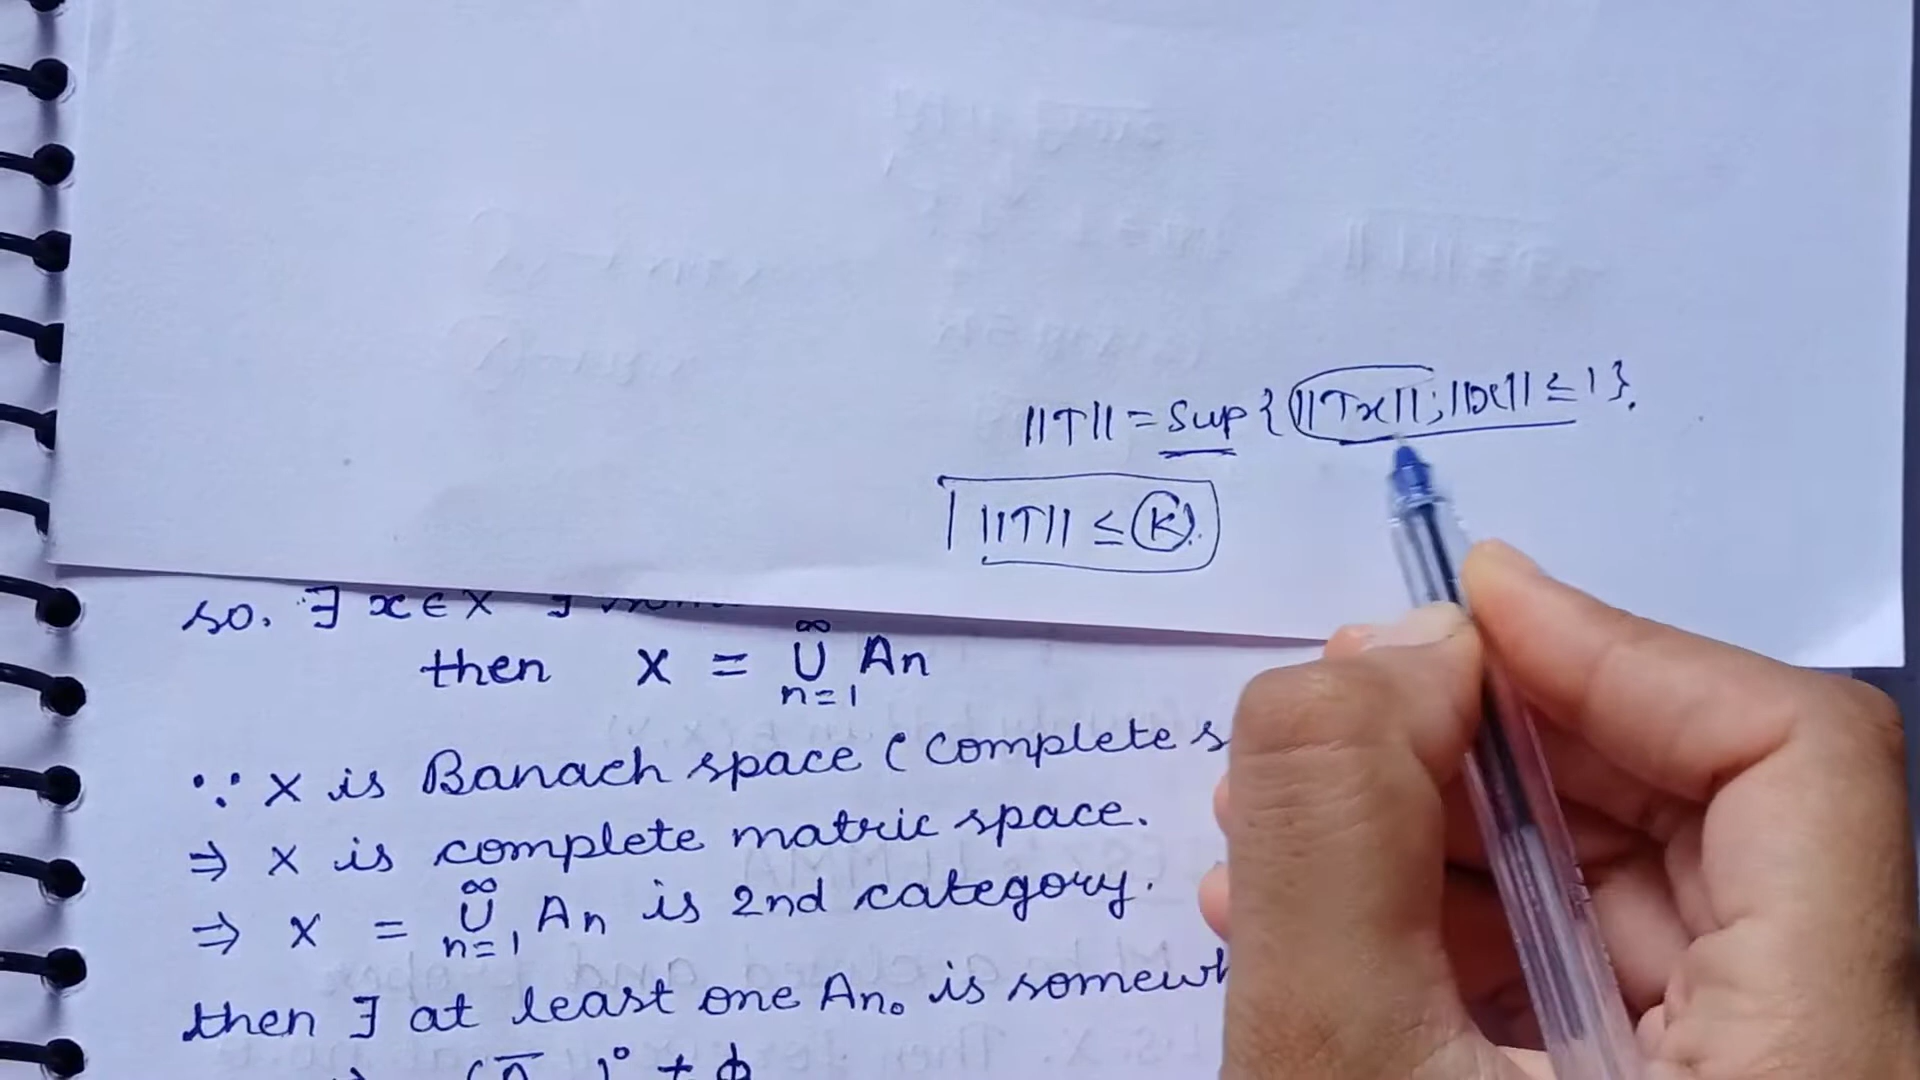 ||T|| = Sup {||Tx||; ||x|| ≤ 1}.
||T|| ≤ K
so. ∃ x ∈ X ∋
then X = ∞∪n=1 An
∵ X is Banach space (complete s
⇒ X is complete matric space.
⇒ X = ∞∪n=1 An is 2nd category.
then ∃ at least one An₀ is somewh
)° ≠ ϕ